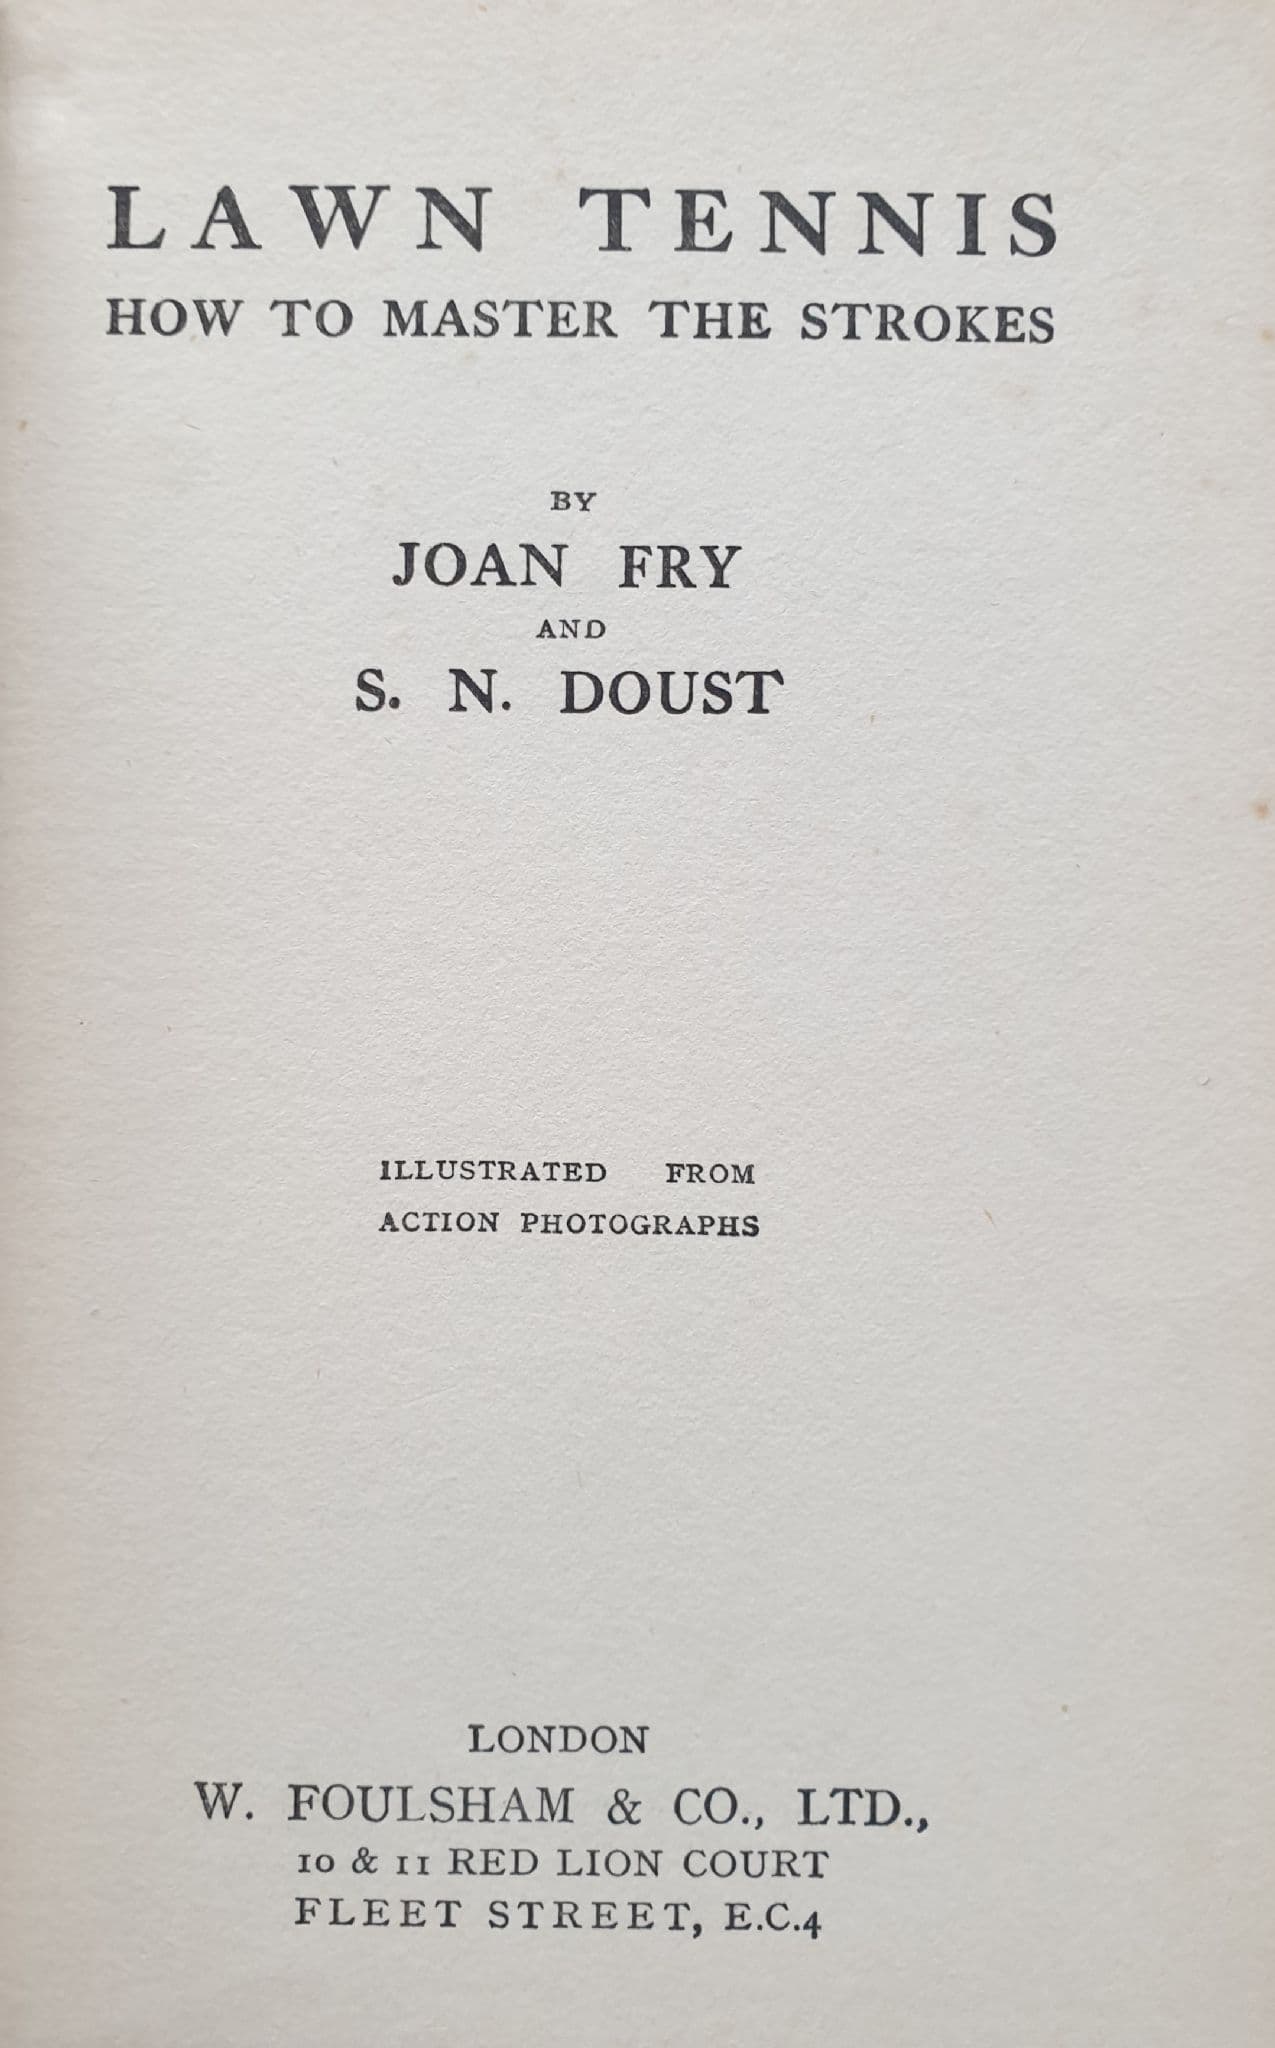 LAWN TENNIS
HOW TO MASTER THE STROKES
BY
JOAN FRY
AND
S. N. DOUST
ILLUSTRATED FROM
ACTION PHOTOGRAPHS
LONDON
W. FOULSHAM & CO., LTD.,
10 & 11 RED LION COURT
FLEET STREET, E.C.4